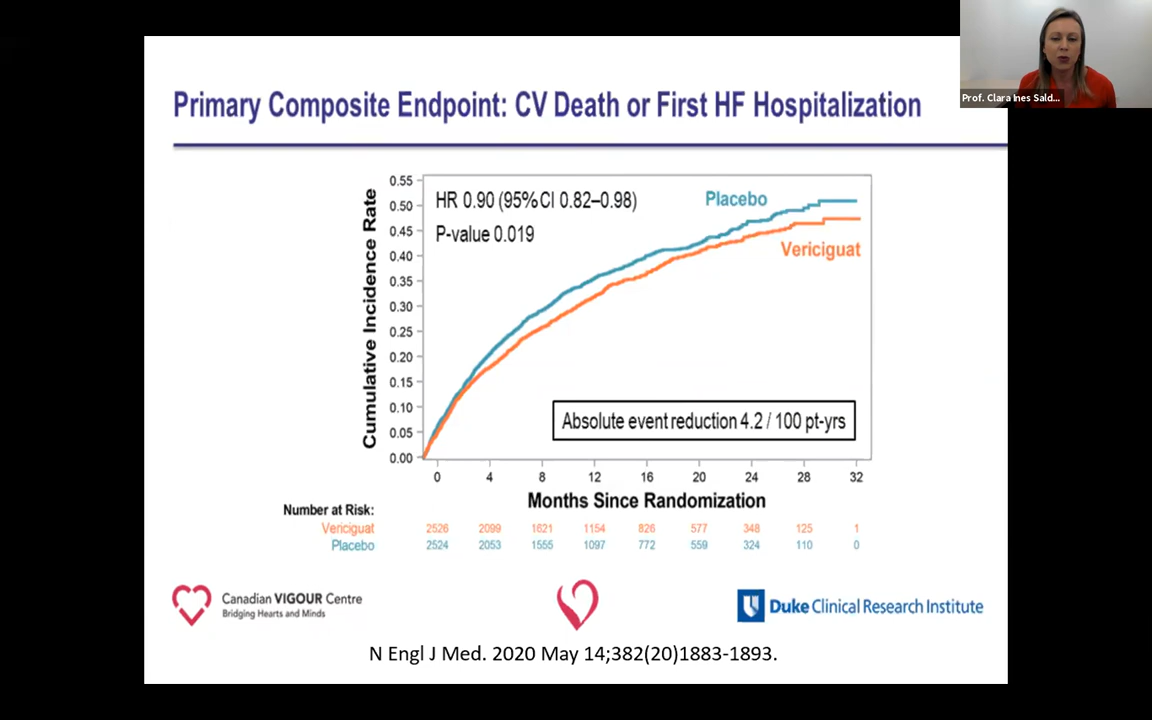 Primary Composite Endpoint: CV Death or First HF Hospitalization
Prof. Clara Ines Sald...
Cumulative Incidence Rate
0.55
0.50
0.45
0.40
0.35
0.30
0.25
0.20
0.15
0.10
0.05
0.00
HR 0.90 (95% CI 0.82–0.98)
P-value 0.019
Placebo
Vericiguat
Absolute event reduction 4.2 / 100 pt-yrs
0 4 8 12 16 20 24 28 32
Months Since Randomization
Number at Risk:
Vericiguat 2526 2099 1621 1154 826 577 348 125 1
Placebo 2524 2053 1555 1097 772 559 324 110 0
Canadian VIGOUR Centre
Bridging Hearts and Minds
Duke Clinical Research Institute
N Engl J Med. 2020 May 14;382(20)1883-1893.